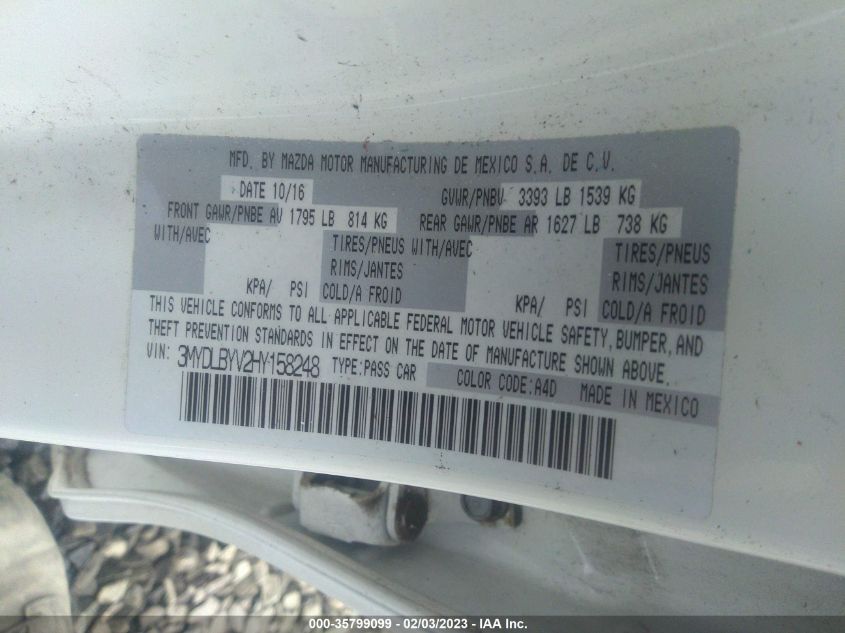 MFD. BY MAZDA MOTOR MANUFACTURING DE MEXICO S.A. DE C.V.
DATE 10/16 GVWR/PNBV 3393 LB 1539 KG
FRONT GAWR/PNBE AV 1795 LB 814 KG REAR GAWR/PNBE AR 1627 LB 738 KG
WITH/AVEC TIRES/PNEUS WITH/AVEC TIRES/PNEUS
RIMS/JANTES RIMS/JANTES
KPA/ PSI COLD/A FROID KPA/ PSI COLD/A FROID
THIS VEHICLE CONFORMS TO ALL APPLICABLE FEDERAL MOTOR VEHICLE SAFETY, BUMPER, AND
THEFT PREVENTION STANDARDS IN EFFECT ON THE DATE OF MANUFACTURE SHOWN ABOVE.
VIN: 3MYDLBYV2HY158248 TYPE:PASS CAR COLOR CODE:A4D MADE IN MEXICO
000-35799099 - 02/03/2023 - IAA Inc.